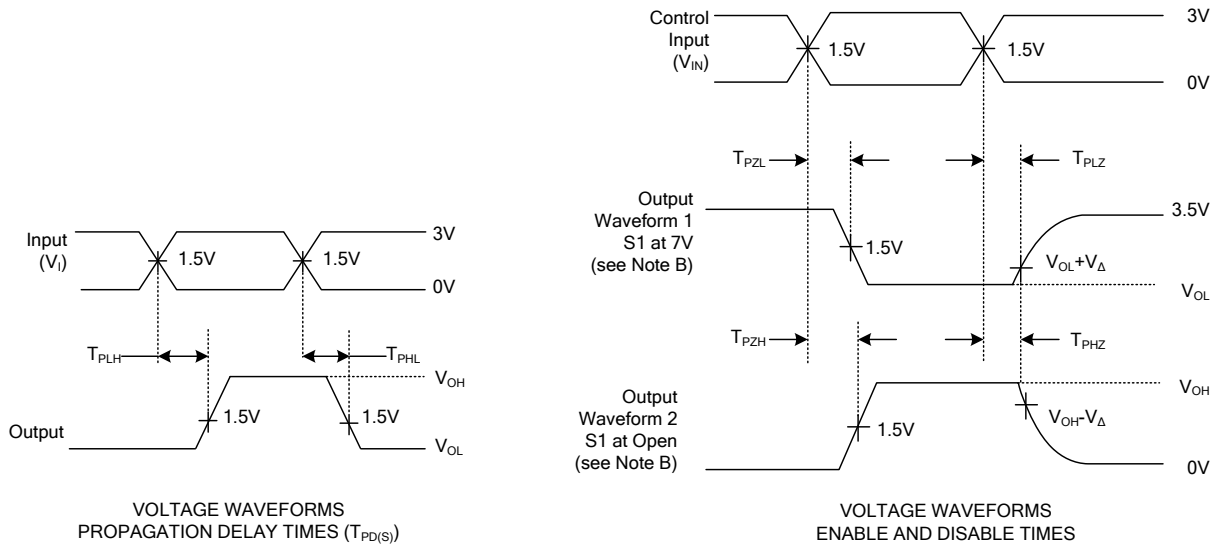 Input
(VI)
3V
1.5V
1.5V
0V
TPLH
TPHL
VOH
1.5V
1.5V
Output
VOL
VOLTAGE WAVEFORMS
PROPAGATION DELAY TIMES (TPD(S))
Control
Input
(VIN)
3V
1.5V
1.5V
0V
TPZL
TPLZ
Output
Waveform 1
S1 at 7V
(see Note B)
3.5V
1.5V
VOL+VΔ
VOL
TPZH
TPHZ
VOH
Output
Waveform 2
S1 at Open
(see Note B)
1.5V
VOH-VΔ
0V
VOLTAGE WAVEFORMS
ENABLE AND DISABLE TIMES